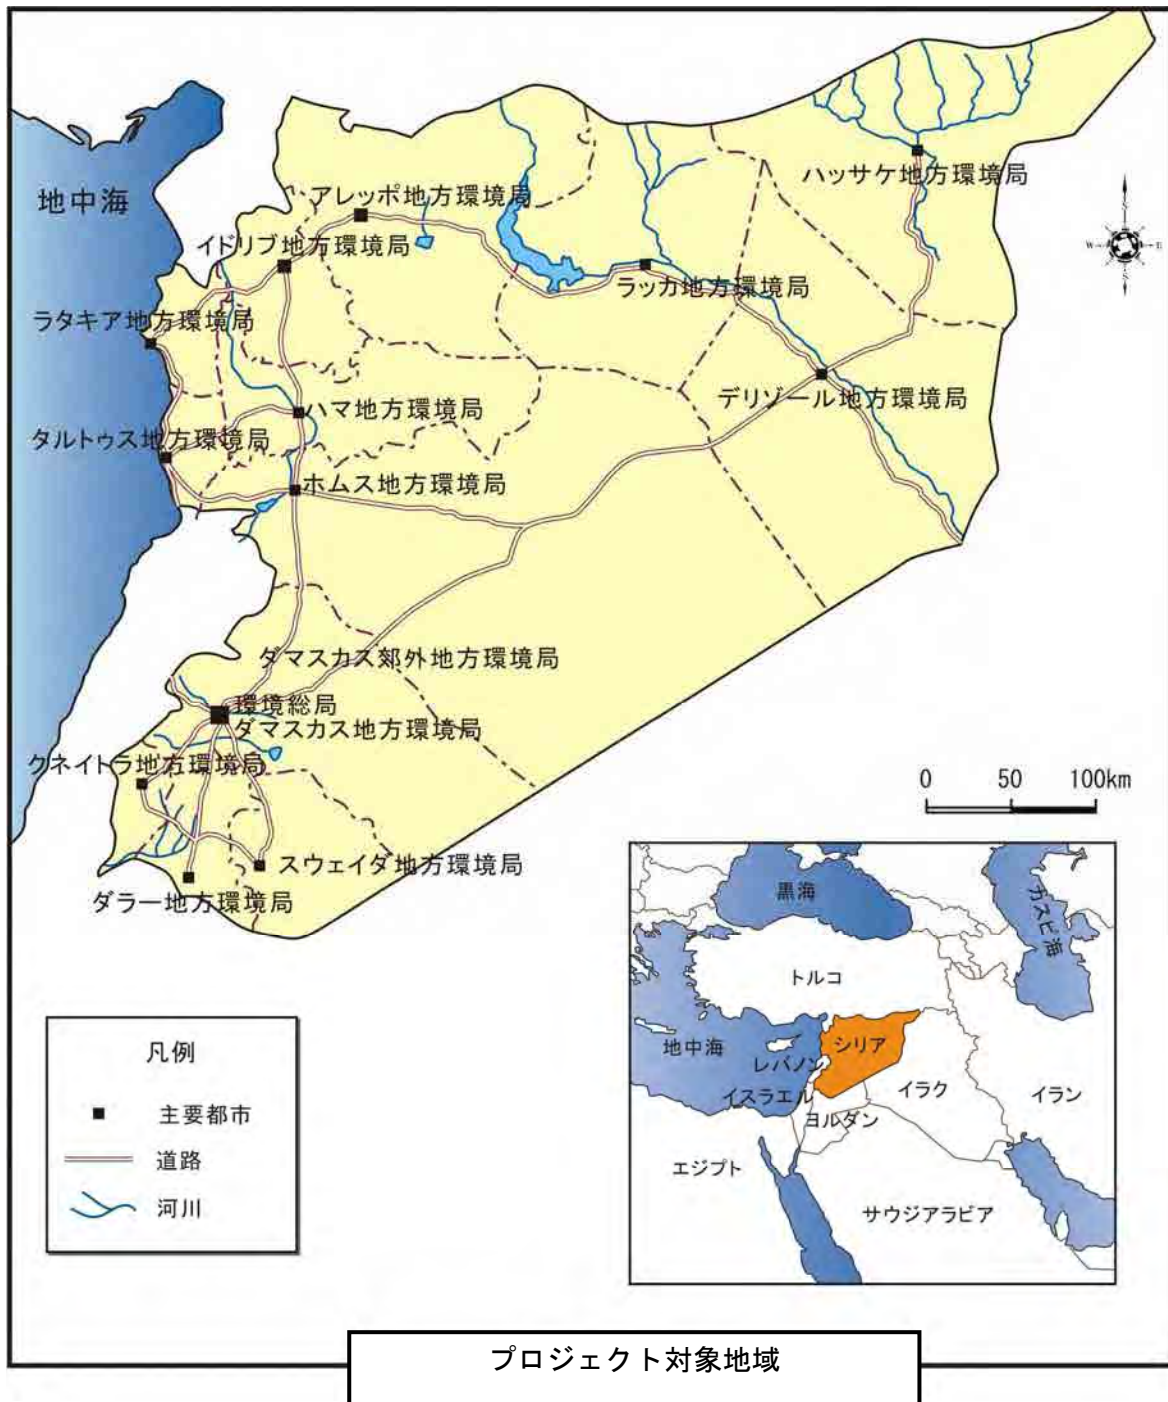 地中海
アレッポ地方環境局
イドリブ地方環境局
ハッサケ地方環境局
ラッカ地方環境局
ラタキア地方環境局
デリゾール地方環境局
ハマ地方環境局
タルトゥス地方環境局
ホムス地方環境局
ダマスカス郊外地方環境局
環境総局
ダマスカス地方環境局
クネイトラ地方環境局
スウェイダ地方環境局
ダラー地方環境局
W
E
S
0 50 100km
黒海
カスピ海
トルコ
地中海
シリア
レバノン
イスラエル
イラク
イラン
ヨルダン
エジプト
サウジアラビア
凡例
主要都市
道路
河川
プロジェクト対象地域